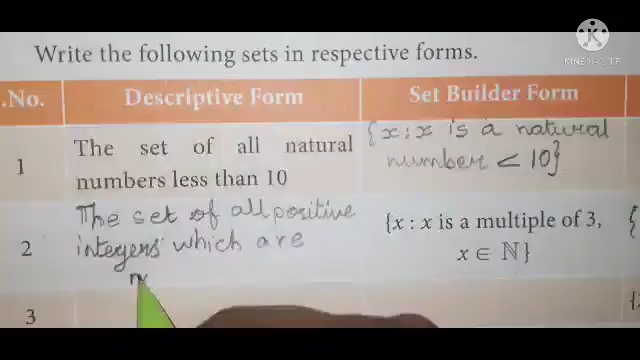 Write the following sets in respective forms.
.No. Descriptive Form Set Builder Form
1 The set of all natural numbers less than 10 {x : x is a natural number < 10}
2 The set of all positive integers which are {x : x is a multiple of 3, x ∈ ℕ} {
3 {
KINEMASTER